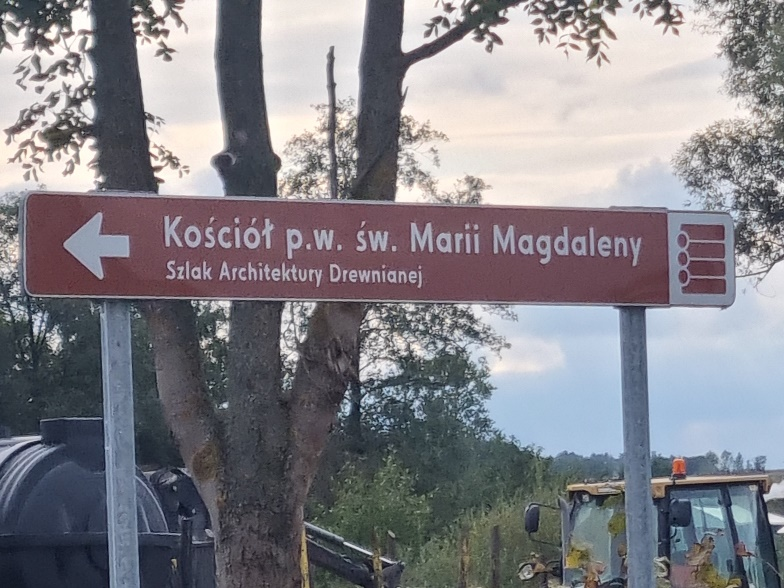 Kościół p.w. św. Marii Magdaleny
Szlak Architektury Drewnianej